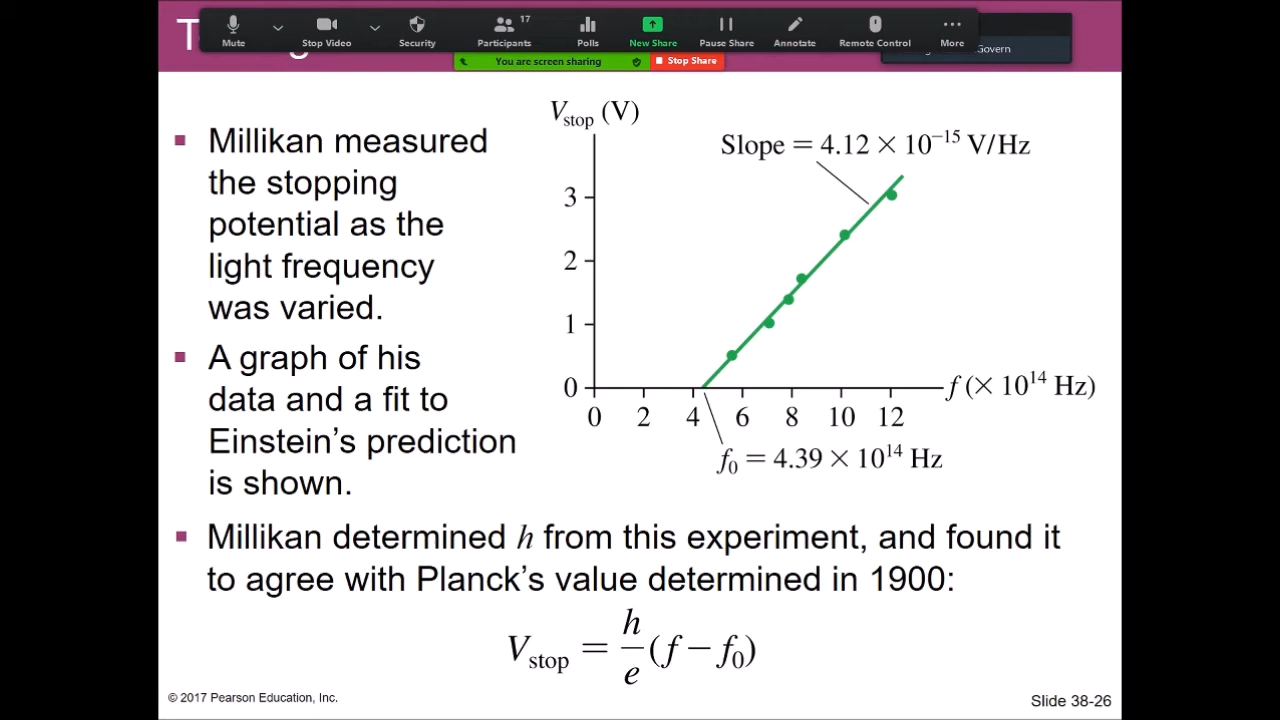 17
Mute
Stop Video
Security
Participants
Polls
New Share
Pause Share
Annotate
Remote Control
More
You are screen sharing
Stop Share
Govern
Millikan measured
the stopping
potential as the
light frequency
was varied.
A graph of his
data and a fit to
Einstein’s prediction
is shown.
V_stop (V)
Slope = 4.12 × 10⁻¹⁵ V/Hz
3
2
1
0
0 2 4 6 8 10 12
f (× 10¹⁴ Hz)
f₀ = 4.39 × 10¹⁴ Hz
Millikan determined h from this experiment, and found it
to agree with Planck’s value determined in 1900:
V_stop = h/e (f − f₀)
© 2017 Pearson Education, Inc.
Slide 38-26